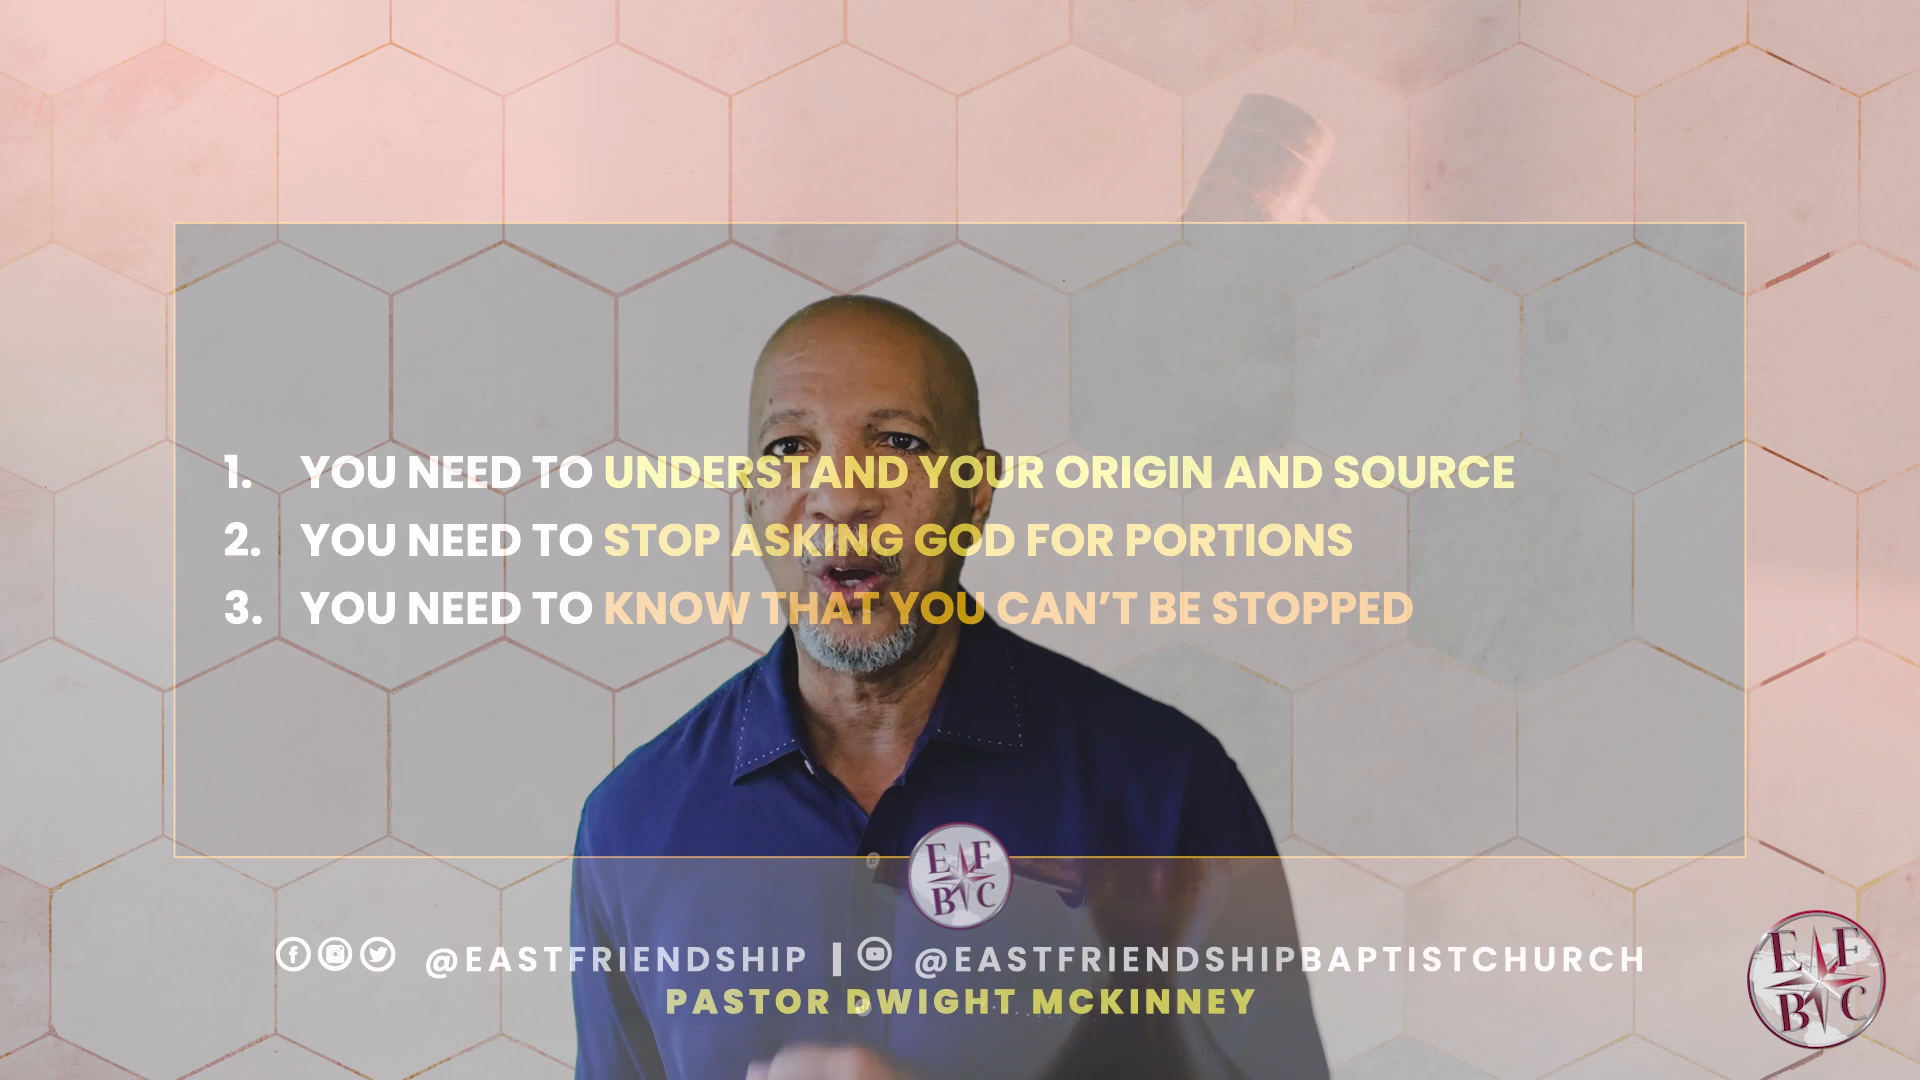 1. YOU NEED TO UNDERSTAND YOUR ORIGIN AND SOURCE
2. YOU NEED TO STOP ASKING GOD FOR PORTIONS
3. YOU NEED TO KNOW THAT YOU CAN’T BE STOPPED
E F
B C
@EASTFRIENDSHIP | @EASTFRIENDSHIPBAPTISTCHURCH
PASTOR DWIGHT MCKINNEY
E F
B C